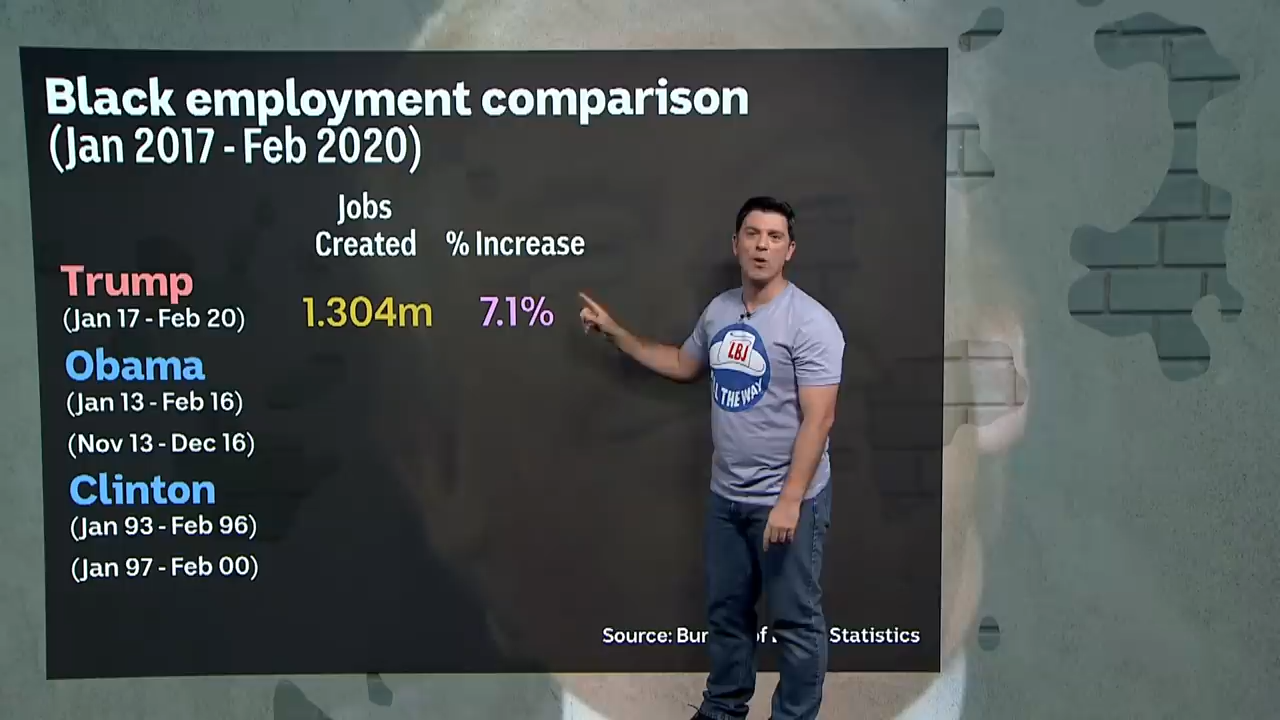 Black employment comparison
(Jan 2017 - Feb 2020)
Jobs
Created % Increase
Trump
(Jan 17 - Feb 20) 1.304m 7.1%
Obama
(Jan 13 - Feb 16)
(Nov 13 - Dec 16)
Clinton
(Jan 93 - Feb 96)
(Jan 97 - Feb 00)
LBJ
THE WAY
Source: of Statistics